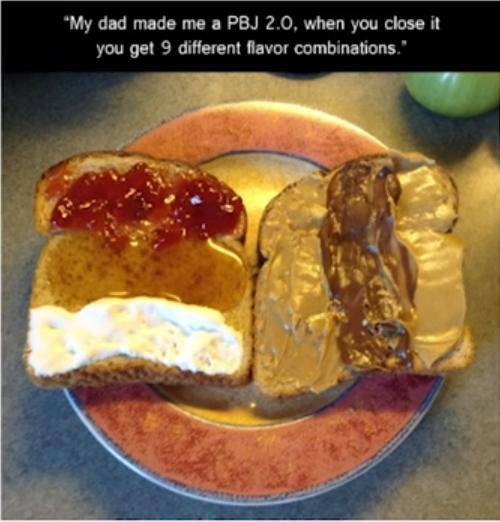 "My dad made me a PBJ 2.0, when you close it
you get 9 different flavor combinations."